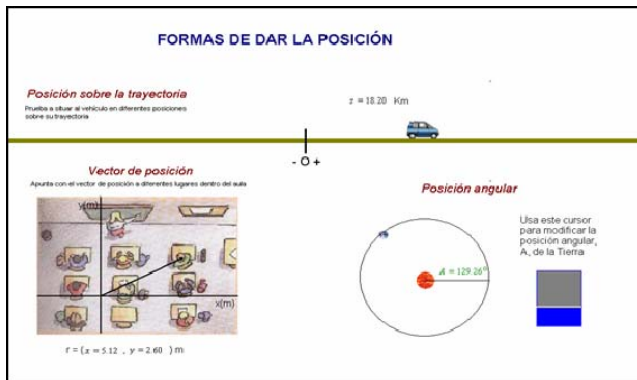 FORMAS DE DAR LA POSICIÓN
Posición sobre la trayectoria
Prueba a situar al vehículo en diferentes posiciones
sobre su trayectoria
s = 18.20 Km
- O +
Vector de posición
Apunta con el vector de posición a diferentes lugares dentro del aula
y(m)
x(m)
r = (x = 5.12 , y = 2.60 ) m
Posición angular
A = 129.26º
Usa este cursor
para modificar la
posición angular,
A, de la Tierra